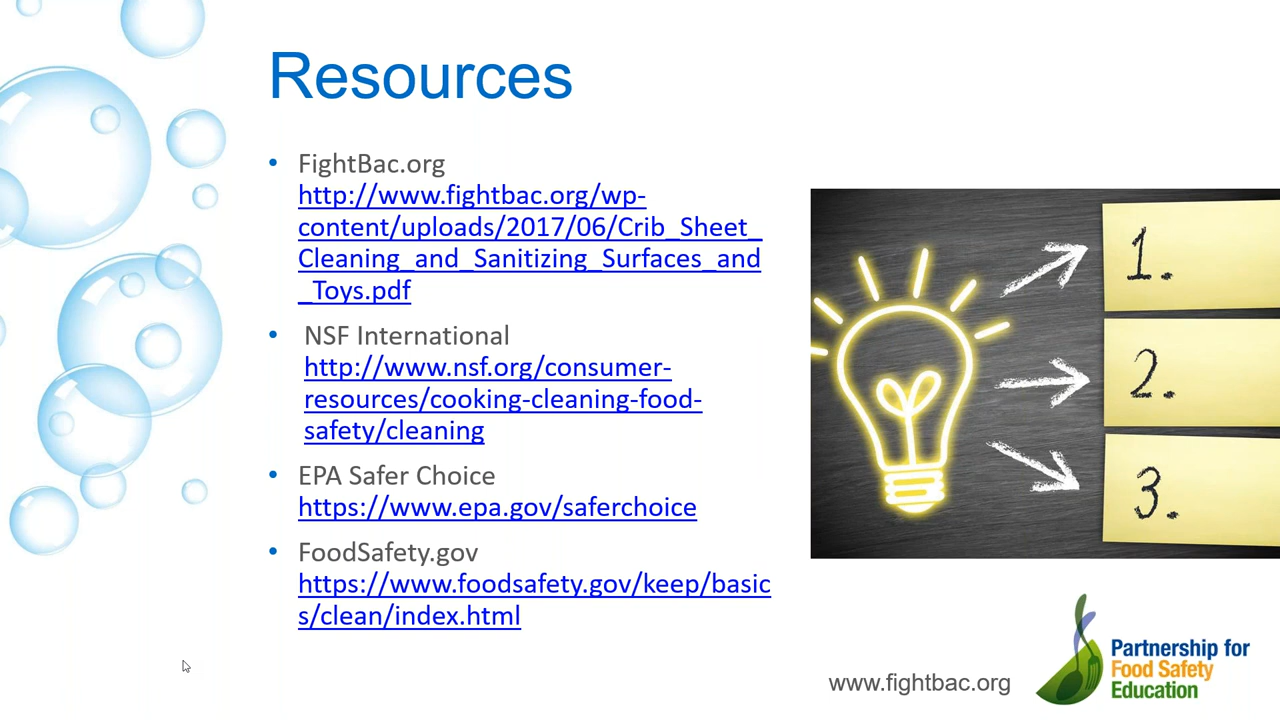 Resources
• FightBac.org
http://www.fightbac.org/wp-
content/uploads/2017/06/Crib_Sheet_
Cleaning_and_Sanitizing_Surfaces_and
_Toys.pdf
• NSF International
http://www.nsf.org/consumer-
resources/cooking-cleaning-food-
safety/cleaning
• EPA Safer Choice
https://www.epa.gov/saferchoice
• FoodSafety.gov
https://www.foodsafety.gov/keep/basic
s/clean/index.html
1.
2.
3.
www.fightbac.org
Partnership for
Food Safety
Education